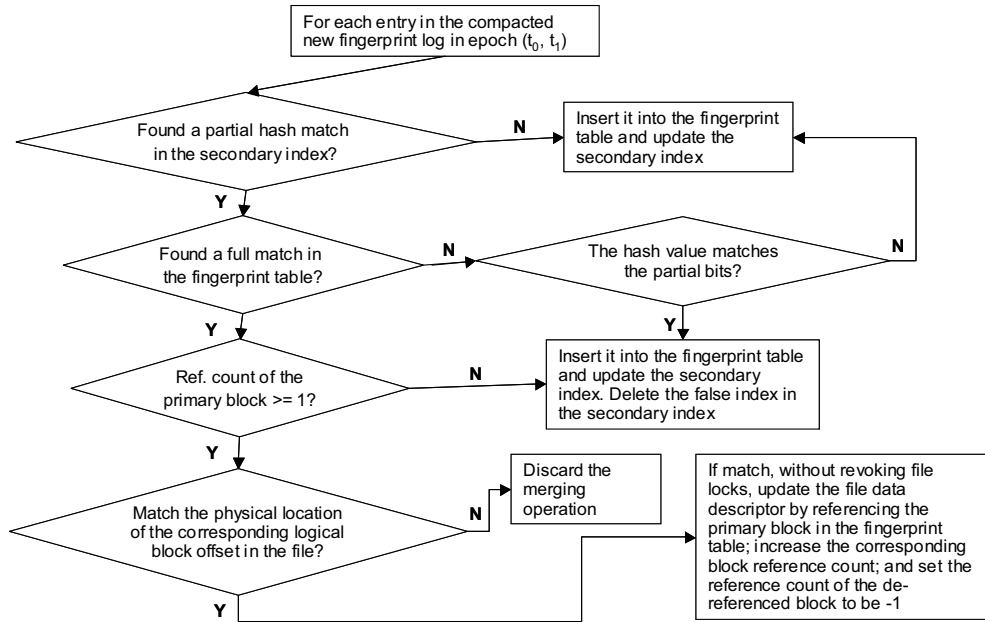 For each entry in the compacted
new fingerprint log in epoch (t₀, t₁)
Found a partial hash match
in the secondary index?
N
Insert it into the fingerprint
table and update the
secondary index
Y
Found a full match in
the fingerprint table?
N
The hash value matches
the partial bits?
N
Y
Y
Ref. count of the
primary block >= 1?
N
Insert it into the fingerprint table
and update the secondary
index. Delete the false index in
the secondary index
Y
Match the physical location
of the corresponding logical
block offset in the file?
N
Discard the
merging
operation
Y
If match, without revoking file
locks, update the file data
descriptor by referencing the
primary block in the fingerprint
table; increase the corresponding
block reference count; and set the
reference count of the de-
referenced block to be -1